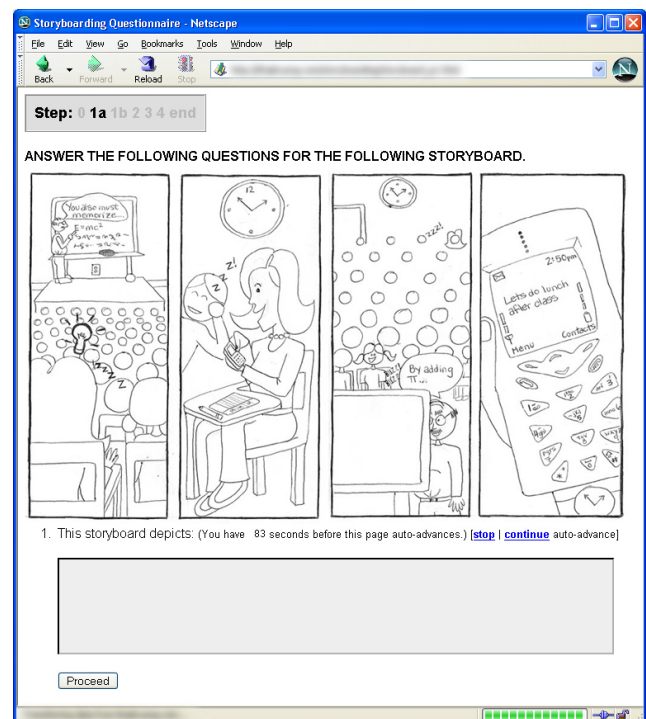 Storyboarding Questionnaire - Netscape
File Edit View Go Bookmarks Tools Window Help
Back Forward Reload Stop
Step: 0 1a 1b 2 3 4 end
ANSWER THE FOLLOWING QUESTIONS FOR THE FOLLOWING STORYBOARD.
You also must
memorize...
E=mc²
zzz
Z
12
z z z!
zzz!
By adding
π...
2:50pm
Lets do lunch
after class
Menu Contacts
1. This storyboard depicts: (You have 83 seconds before this page auto-advances.) [stop | continue auto-advance]
Proceed